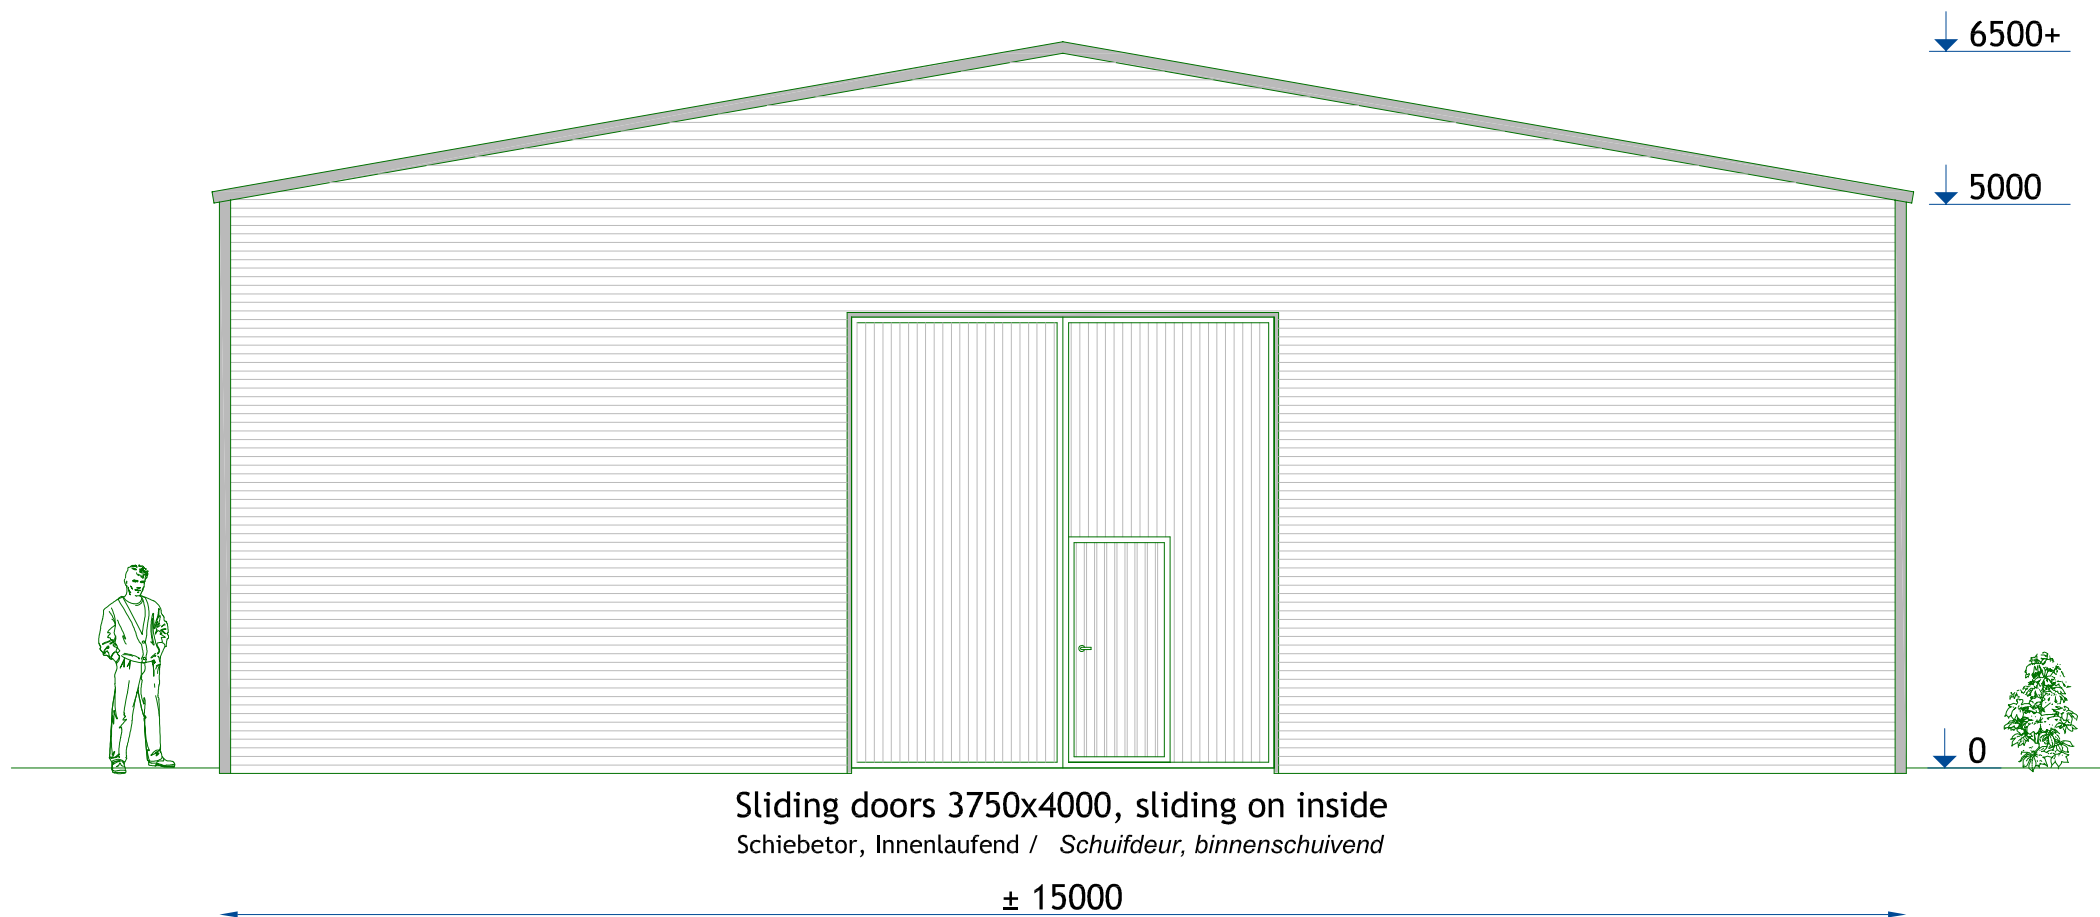 6500+
5000
0
Sliding doors 3750x4000, sliding on inside
Schiebetor, Innenlaufend / Schuifdeur, binnenschuivend
± 15000